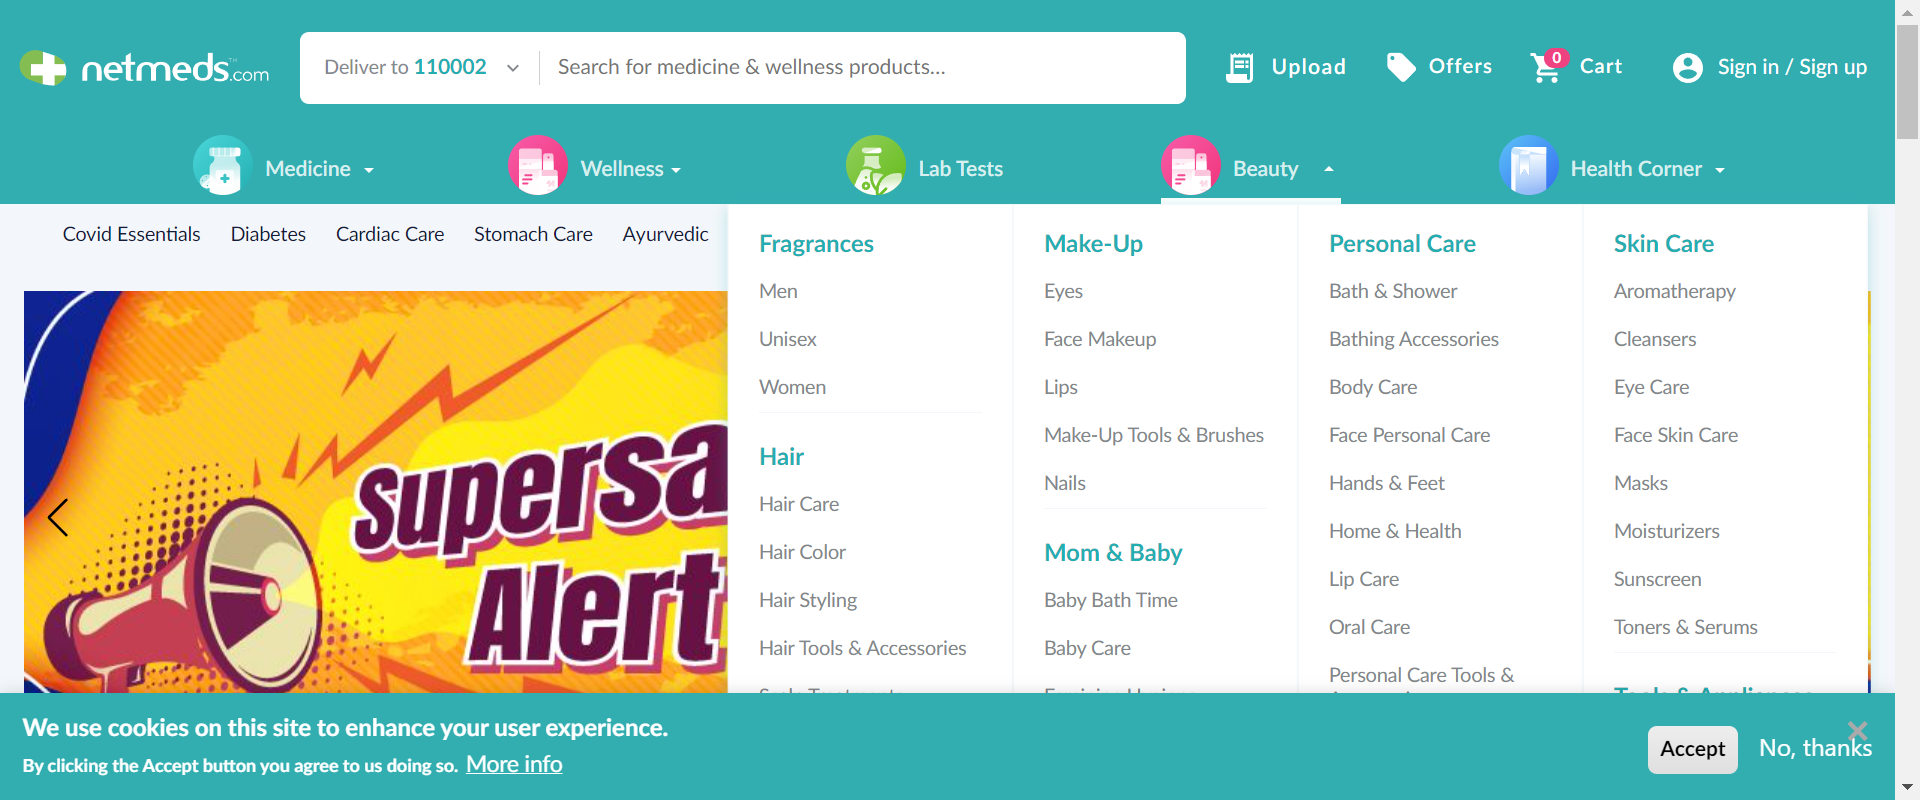 netmeds.com
Deliver to 110002
Search for medicine & wellness products...
Upload
Offers
0
Cart
Sign in / Sign up
Medicine
Wellness
Lab Tests
Beauty
Health Corner
Covid Essentials
Diabetes
Cardiac Care
Stomach Care
Ayurvedic
Fragrances
Men
Unisex
Women
Hair
Hair Care
Hair Color
Hair Styling
Hair Tools & Accessories
Make-Up
Eyes
Face Makeup
Lips
Make-Up Tools & Brushes
Nails
Mom & Baby
Baby Bath Time
Baby Care
Personal Care
Bath & Shower
Bathing Accessories
Body Care
Face Personal Care
Hands & Feet
Home & Health
Lip Care
Oral Care
Personal Care Tools &
Skin Care
Aromatherapy
Cleansers
Eye Care
Face Skin Care
Masks
Moisturizers
Sunscreen
Toners & Serums
Supersa
Alert
We use cookies on this site to enhance your user experience.
By clicking the Accept button you agree to us doing so. More info
Accept
No, thanks